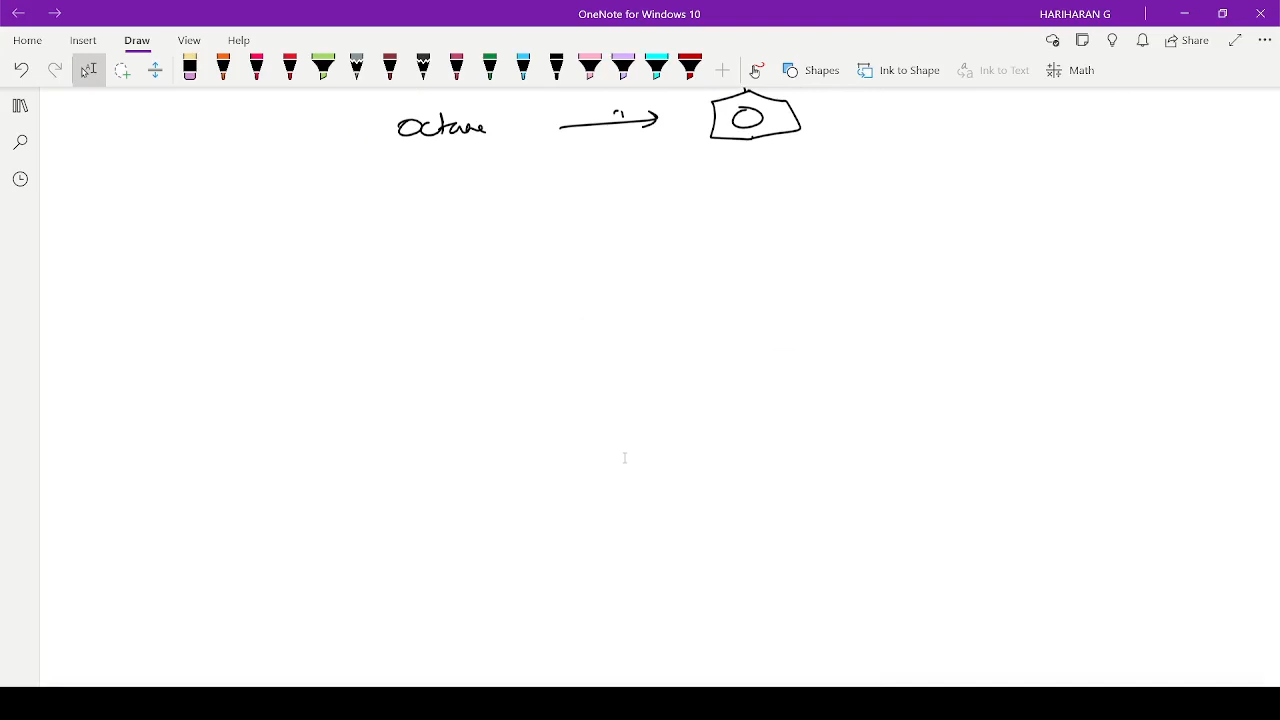 OneNote for Windows 10
HARIHARAN G
Home Insert Draw View Help
Share
Shapes
Ink to Shape
Ink to Text
Math
Octane